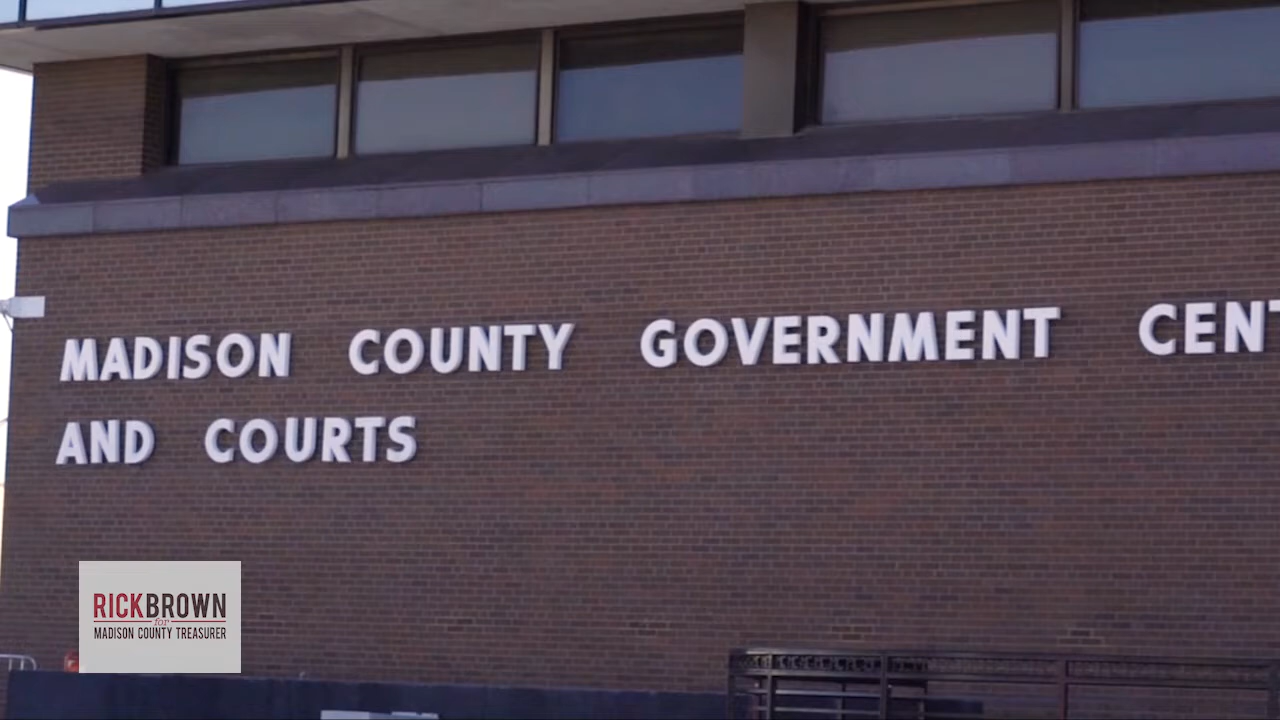 MADISON COUNTY GOVERNMENT CENT
AND COURTS
RICKBROWN
for
MADISON COUNTY TREASURER